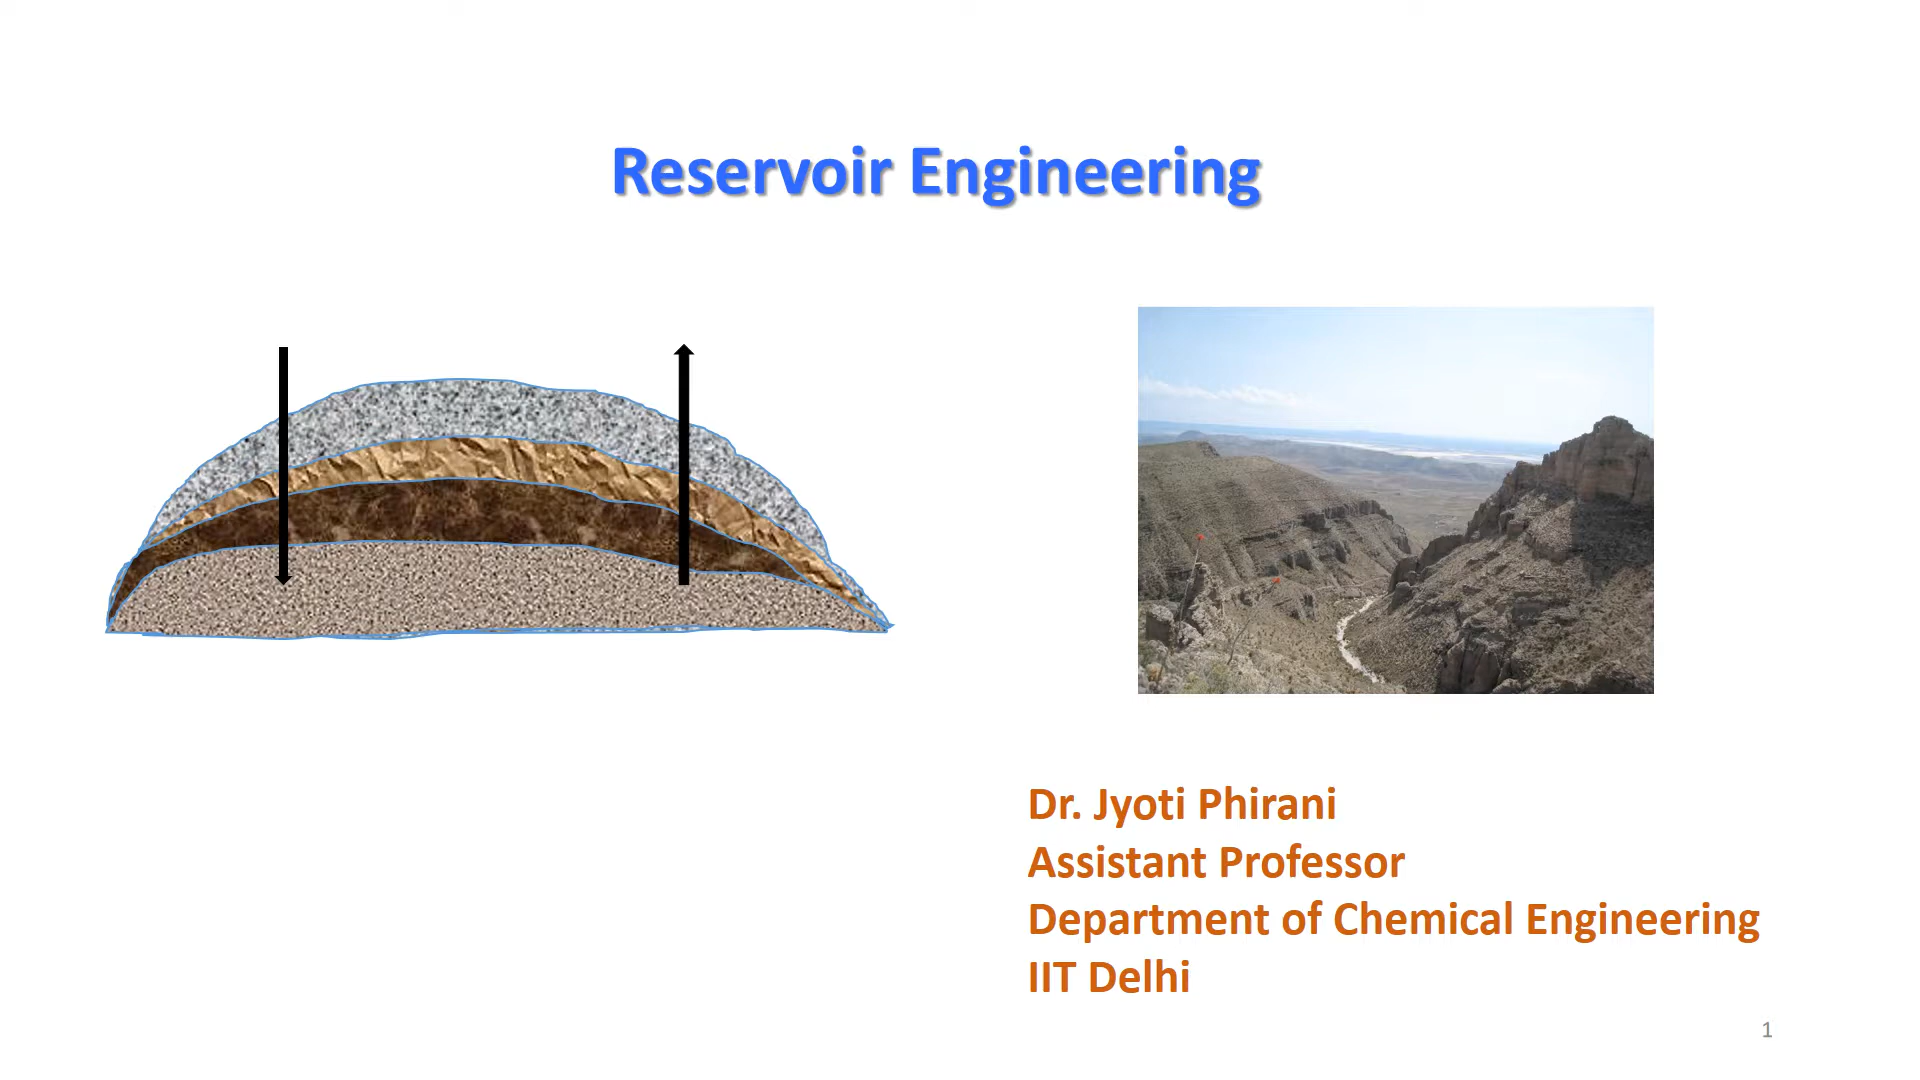 Reservoir Engineering
Dr. Jyoti Phirani
Assistant Professor
Department of Chemical Engineering
IIT Delhi
1